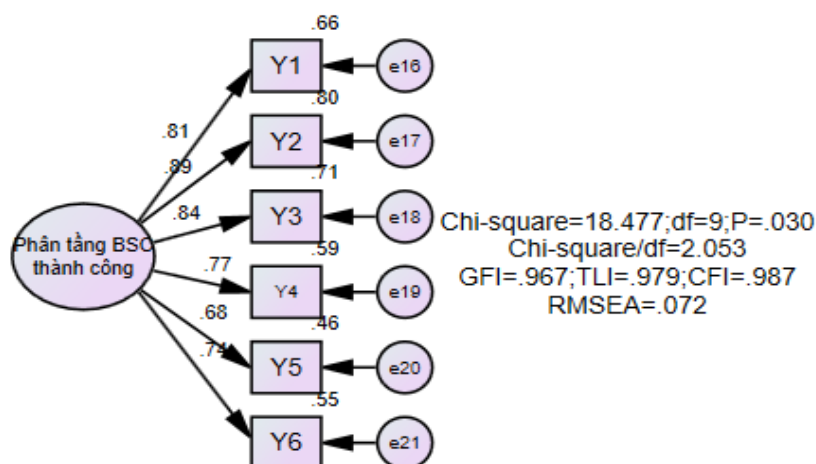 .66
Y1
e16
.81
.80
Y2
e17
.89
.71
Y3
e18
.84
.59
Phân tầng BSC
thành công
Y4
e19
.77
.46
Y5
e20
.68
.55
Y6
e21
.74
Chi-square=18.477;df=9;P=.030
Chi-square/df=2.053
GFI=.967;TLI=.979;CFI=.987
RMSEA=.072